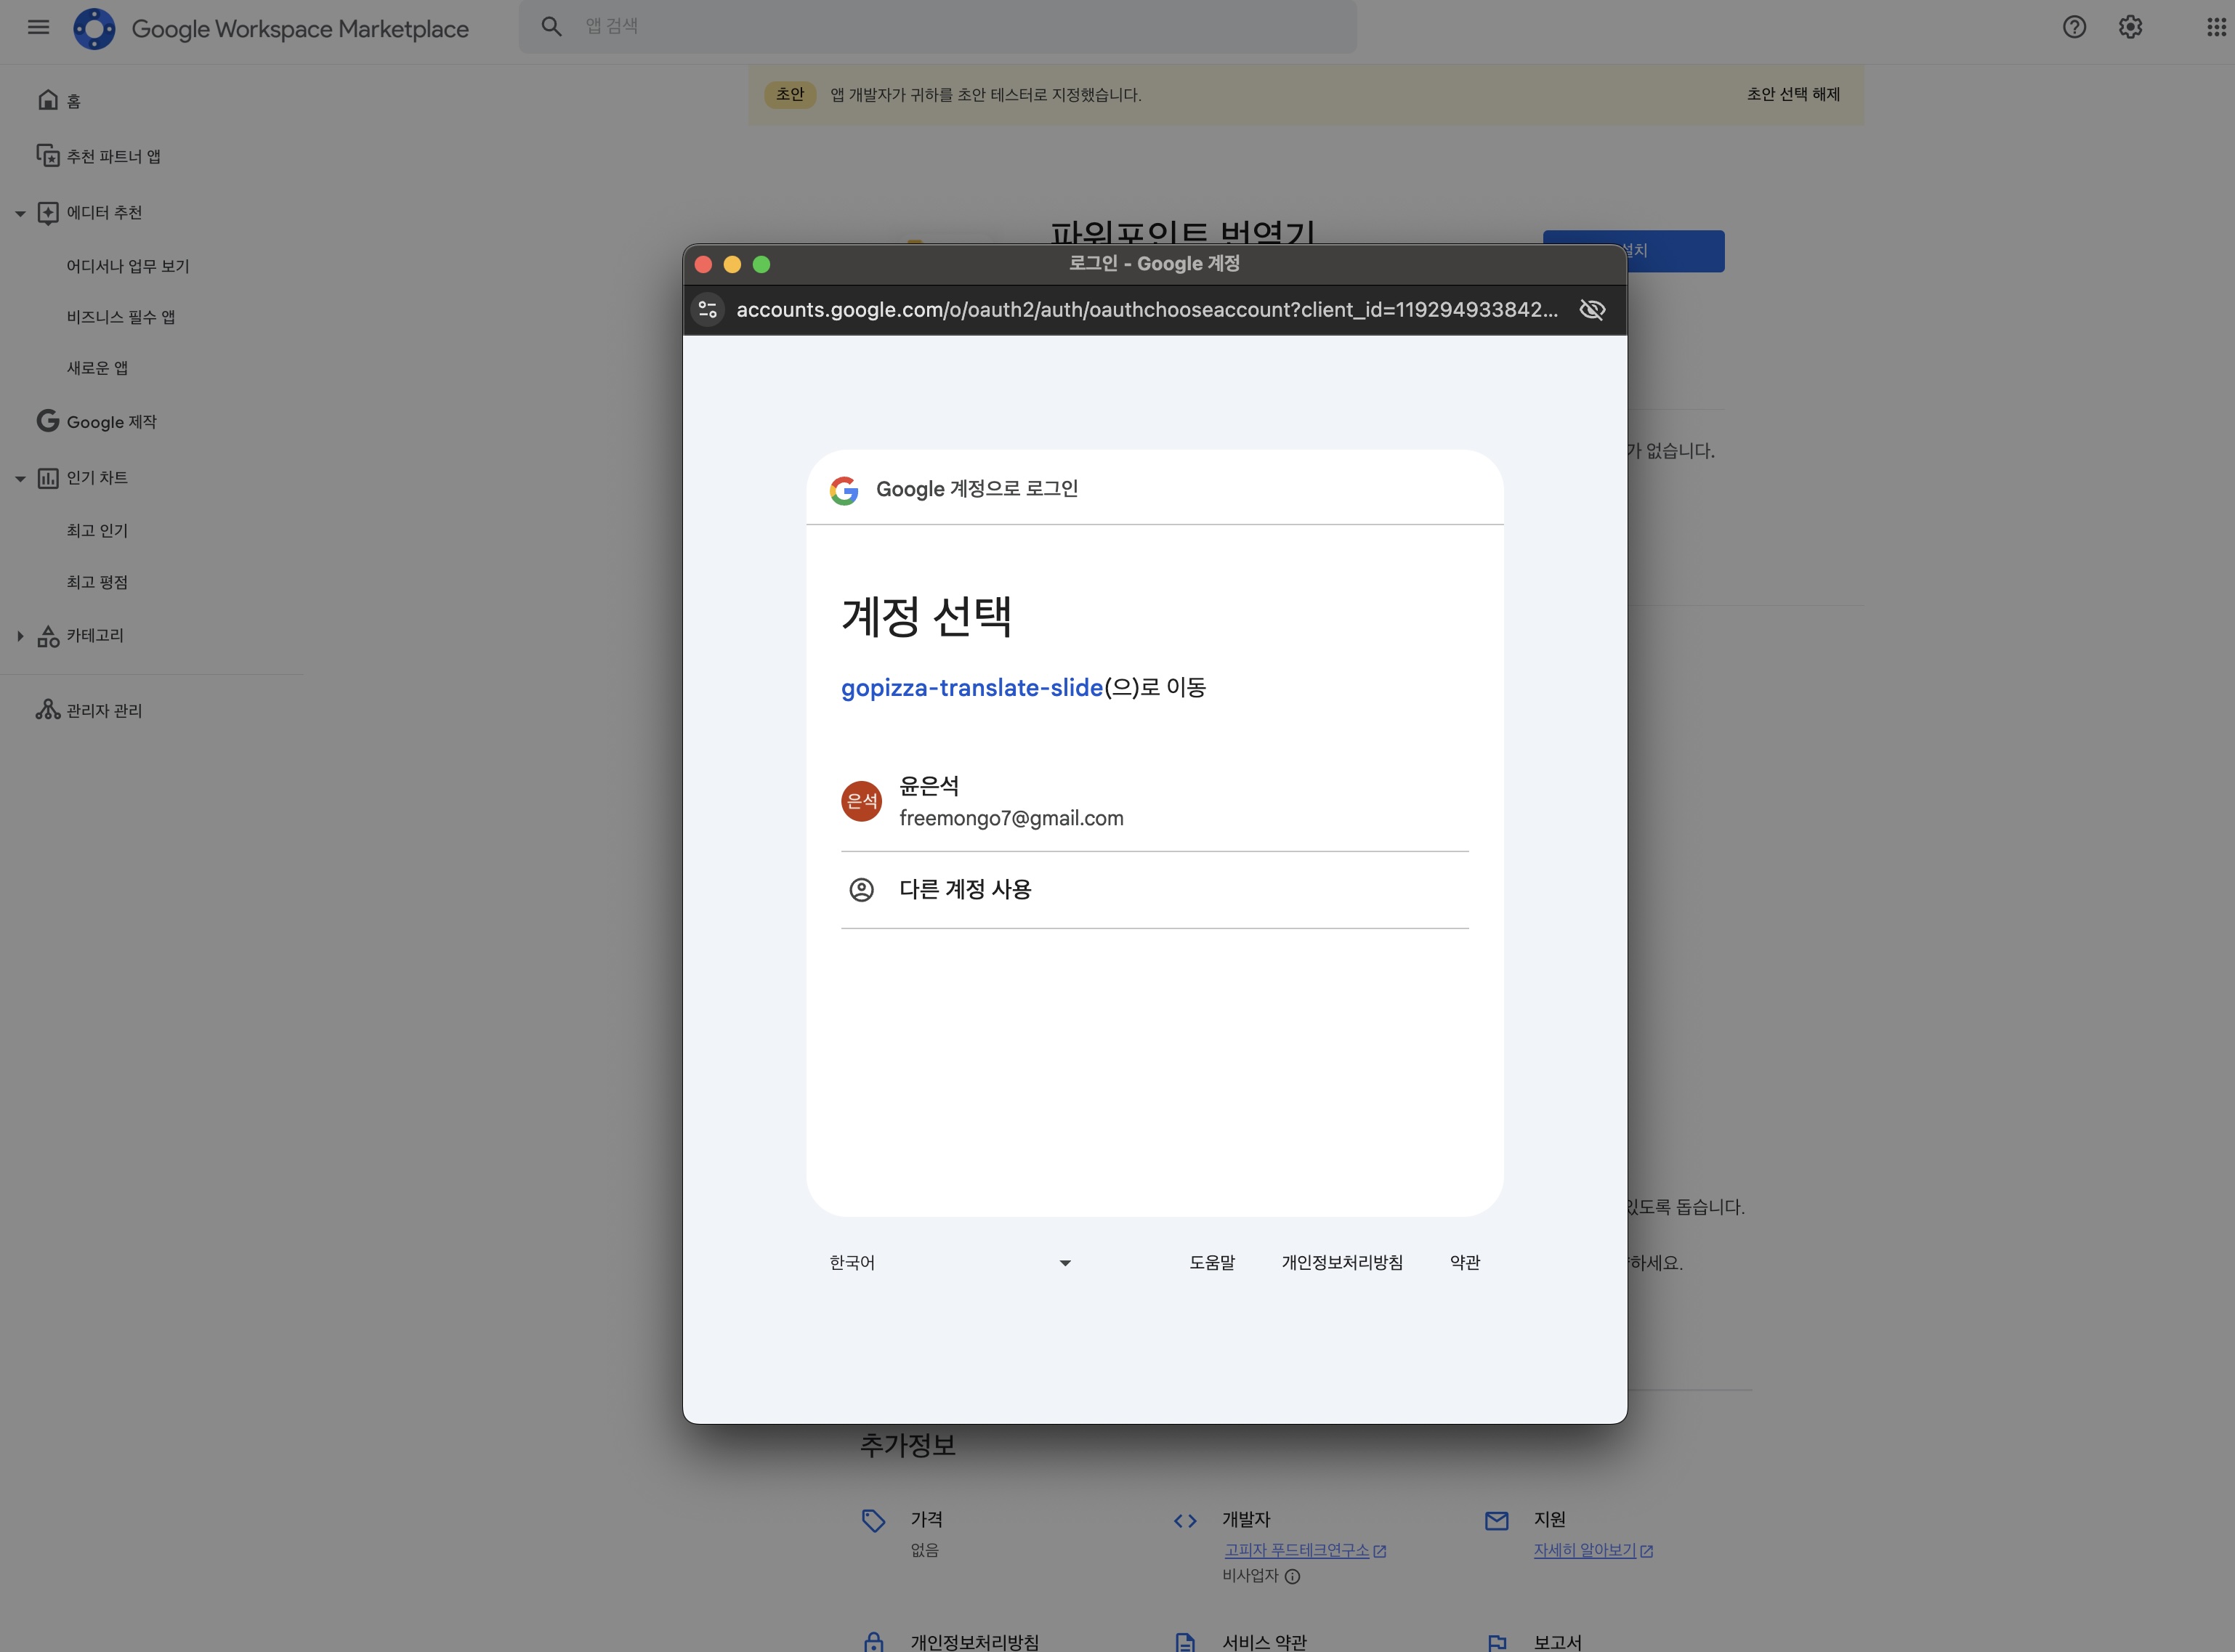 Google Workspace Marketplace
앱 검색
홈
추천 파트너 앱
에디터 추천
어디서나 업무 보기
비즈니스 필수 앱
새로운 앱
Google 제작
인기 차트
최고 인기
최고 평점
카테고리
관리자 관리
초안
앱 개발자가 귀하를 초안 테스터로 지정했습니다.
초안 선택 해제
파워포인트 번역기
설치
가 없습니다.
로그인 - Google 계정
accounts.google.com/o/oauth2/auth/oauthchooseaccount?client_id=119294933842...
Google 계정으로 로그인
계정 선택
gopizza-translate-slide(으)로 이동
은석
윤은석
freemongo7@gmail.com
다른 계정 사용
한국어
도움말
개인정보처리방침
약관
있도록 돕습니다.
하세요.
추가정보
가격
없음
개발자
고피자 푸드테크연구소
비사업자
지원
자세히 알아보기
개인정보처리방침
서비스 약관
보고서